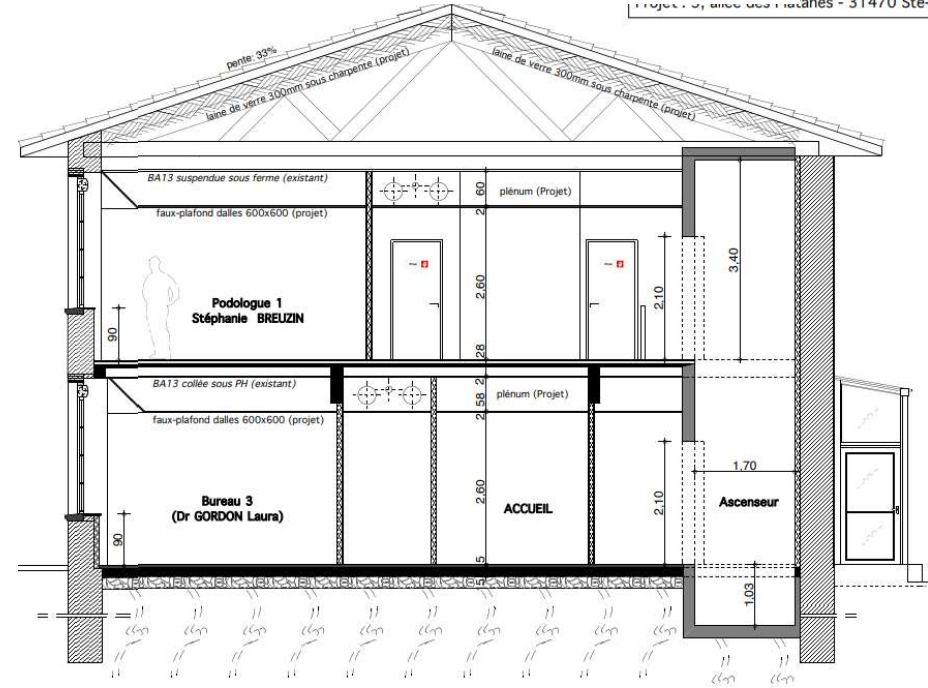 Projet : 5, allée des Platanes - 31470 Ste-
pente: 33%
laine de verre 300mm sous charpente (projet)
laine de verre 300mm sous charpente (projet)
BA13 suspendue sous ferme (existant)
60
plénum (Projet)
2
faux-plafond dalles 600x600 (projet)
3,40
2,60
2,10
Podologue 1
Stéphanie BREUZIN
90
28
BA13 collée sous PH (existant)
2
plénum (Projet)
58
2
faux-plafond dalles 600x600 (projet)
1,70
2,60
2,10
Bureau 3
(Dr GORDON Laura)
ACCUEIL
Ascenseur
90
5
5
1,03